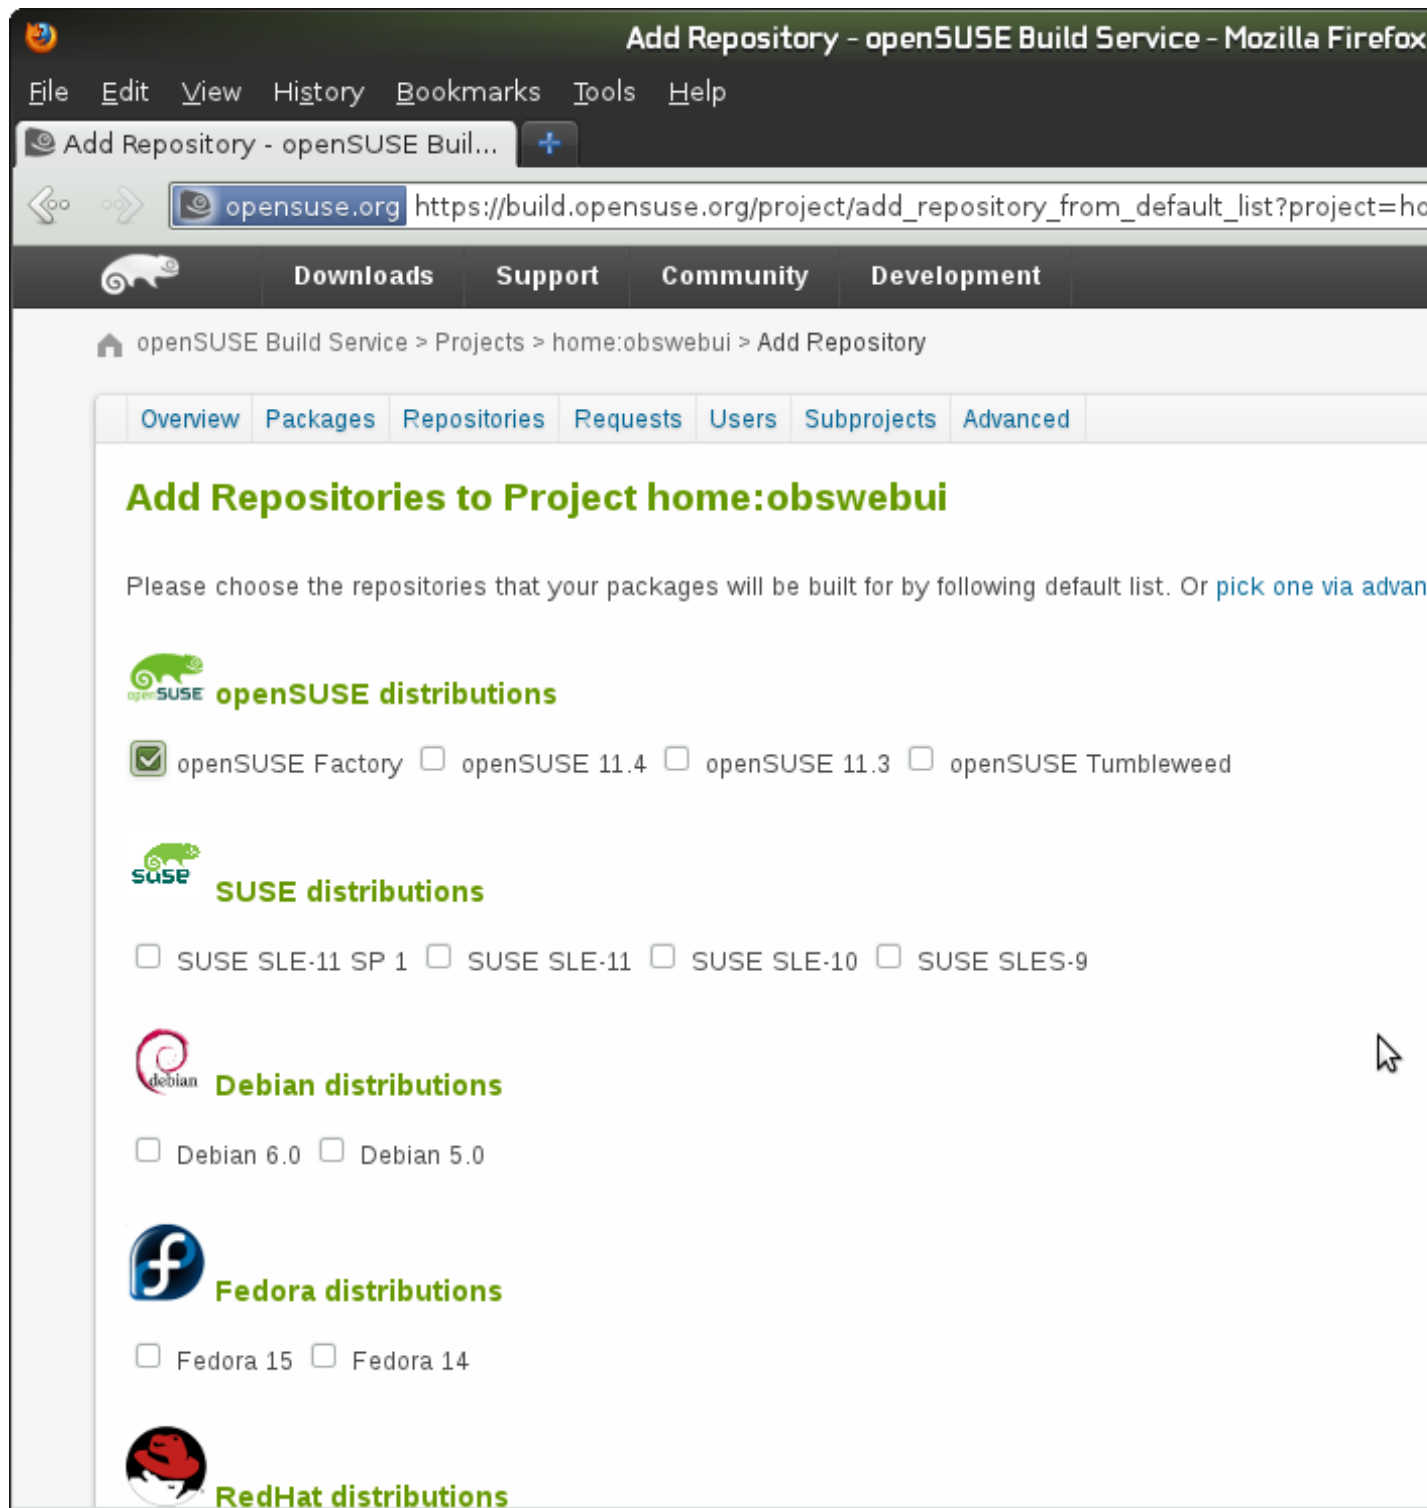 Add Repository - openSUSE Build Service - Mozilla Firefox
File Edit View History Bookmarks Tools Help
Add Repository - openSUSE Buil...
opensuse.org https://build.opensuse.org/project/add_repository_from_default_list?project=ho
Downloads Support Community Development
openSUSE Build Service > Projects > home:obswebui > Add Repository
Overview Packages Repositories Requests Users Subprojects Advanced
Add Repositories to Project home:obswebui
Please choose the repositories that your packages will be built for by following default list. Or pick one via advan
openSUSE openSUSE distributions
openSUSE Factory openSUSE 11.4 openSUSE 11.3 openSUSE Tumbleweed
suse SUSE distributions
SUSE SLE-11 SP 1 SUSE SLE-11 SUSE SLE-10 SUSE SLES-9
debian Debian distributions
Debian 6.0 Debian 5.0
Fedora distributions
Fedora 15 Fedora 14
RedHat distributions